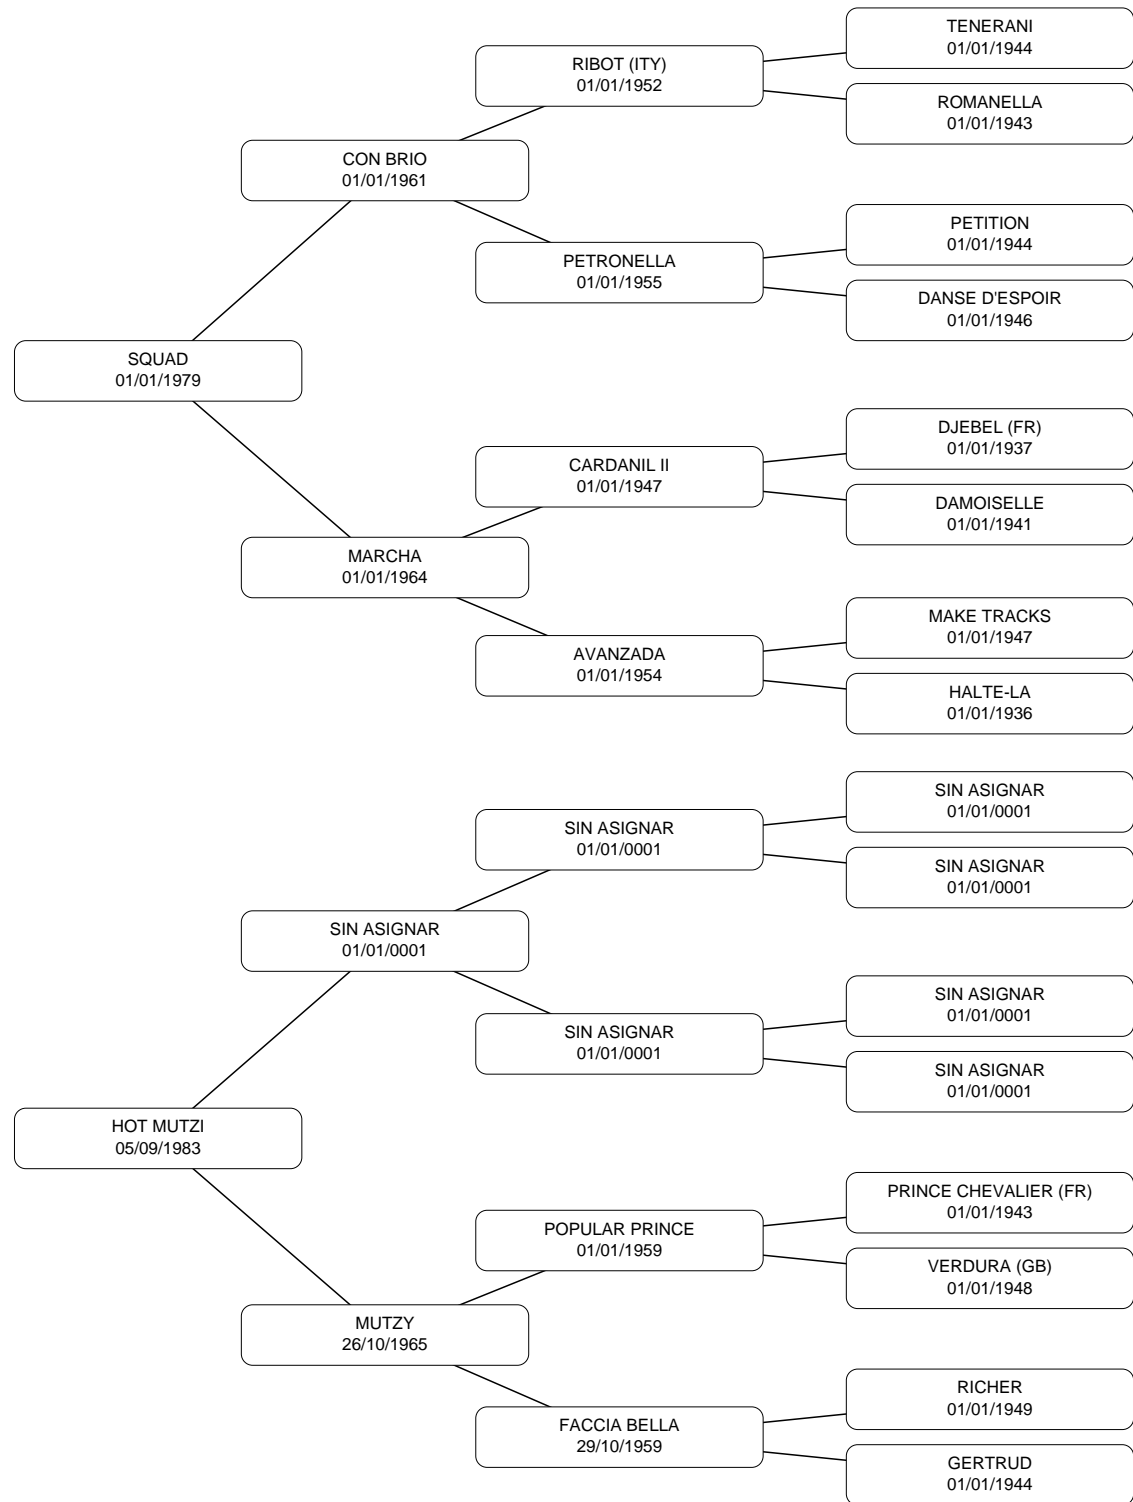 TENERANI
01/01/1944
RIBOT (ITY)
01/01/1952
ROMANELLA
01/01/1943
CON BRIO
01/01/1961
PETITION
01/01/1944
PETRONELLA
01/01/1955
DANSE D'ESPOIR
01/01/1946
SQUAD
01/01/1979
DJEBEL (FR)
01/01/1937
CARDANIL II
01/01/1947
DAMOISELLE
01/01/1941
MARCHA
01/01/1964
MAKE TRACKS
01/01/1947
AVANZADA
01/01/1954
HALTE-LA
01/01/1936
SIN ASIGNAR
01/01/0001
SIN ASIGNAR
01/01/0001
SIN ASIGNAR
01/01/0001
SIN ASIGNAR
01/01/0001
SIN ASIGNAR
01/01/0001
SIN ASIGNAR
01/01/0001
SIN ASIGNAR
01/01/0001
HOT MUTZI
05/09/1983
PRINCE CHEVALIER (FR)
01/01/1943
POPULAR PRINCE
01/01/1959
VERDURA (GB)
01/01/1948
MUTZY
26/10/1965
RICHER
01/01/1949
FACCIA BELLA
29/10/1959
GERTRUD
01/01/1944